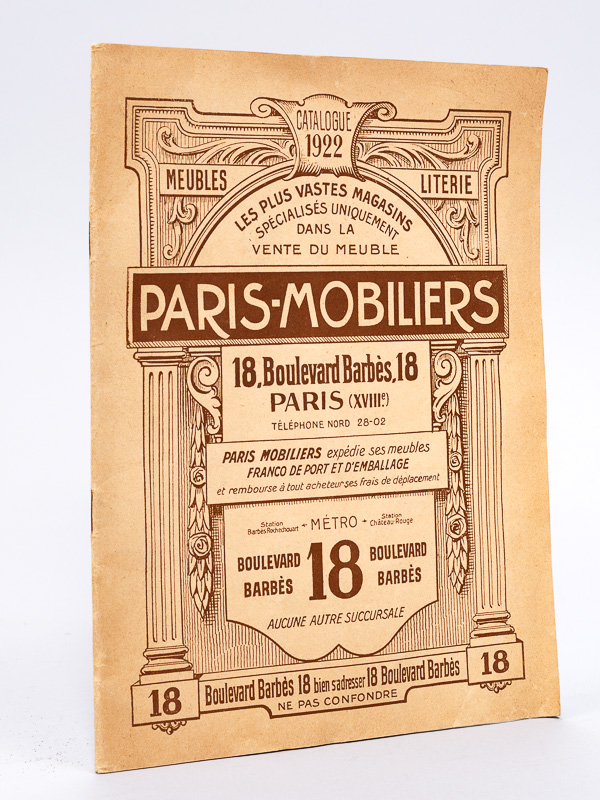 CATALOGUE
1922
MEUBLES
LITERIE
LES PLUS VASTES MAGASINS
SPÉCIALISÉS UNIQUEMENT
DANS LA
VENTE DU MEUBLE
PARIS-MOBILIERS
18, Boulevard Barbès, 18
PARIS (XVIIIe)
TÉLÉPHONE NORD 28-02
PARIS MOBILIERS expédie ses meubles
FRANCO DE PORT ET D'EMBALLAGE
et rembourse à tout acheteur ses frais de déplacement
Station Barbès Rochechouart ← MÉTRO → Station Château-Rouge
BOULEVARD BARBÈS
18
BOULEVARD BARBÈS
AUCUNE AUTRE SUCCURSALE
18
Boulevard Barbès 18 bien s'adresser 18 Boulevard Barbès
NE PAS CONFONDRE
18